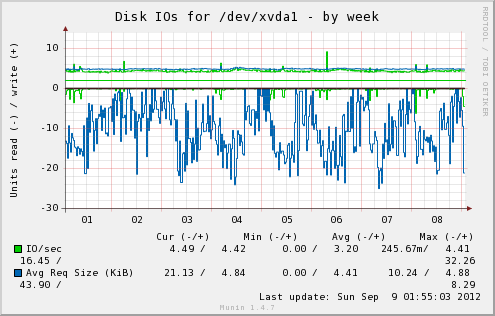 Disk IOs for /dev/xvda1 - by week
RRDTOOL / TOBI OETIKER
Units read (-) / write (+)
10
0
-10
-20
-30
01 02 03 04 05 06 07 08
Cur (-/+) Min (-/+) Avg (-/+) Max (-/+)
IO/sec 4.49 / 4.42 0.00 / 3.20 245.67m/ 4.41
16.45 / 32.26
Avg Req Size (KiB) 21.13 / 4.84 0.00 / 4.41 10.24 / 4.88
43.90 / 8.29
Last update: Sun Sep 9 01:55:03 2012
Munin 1.4.7